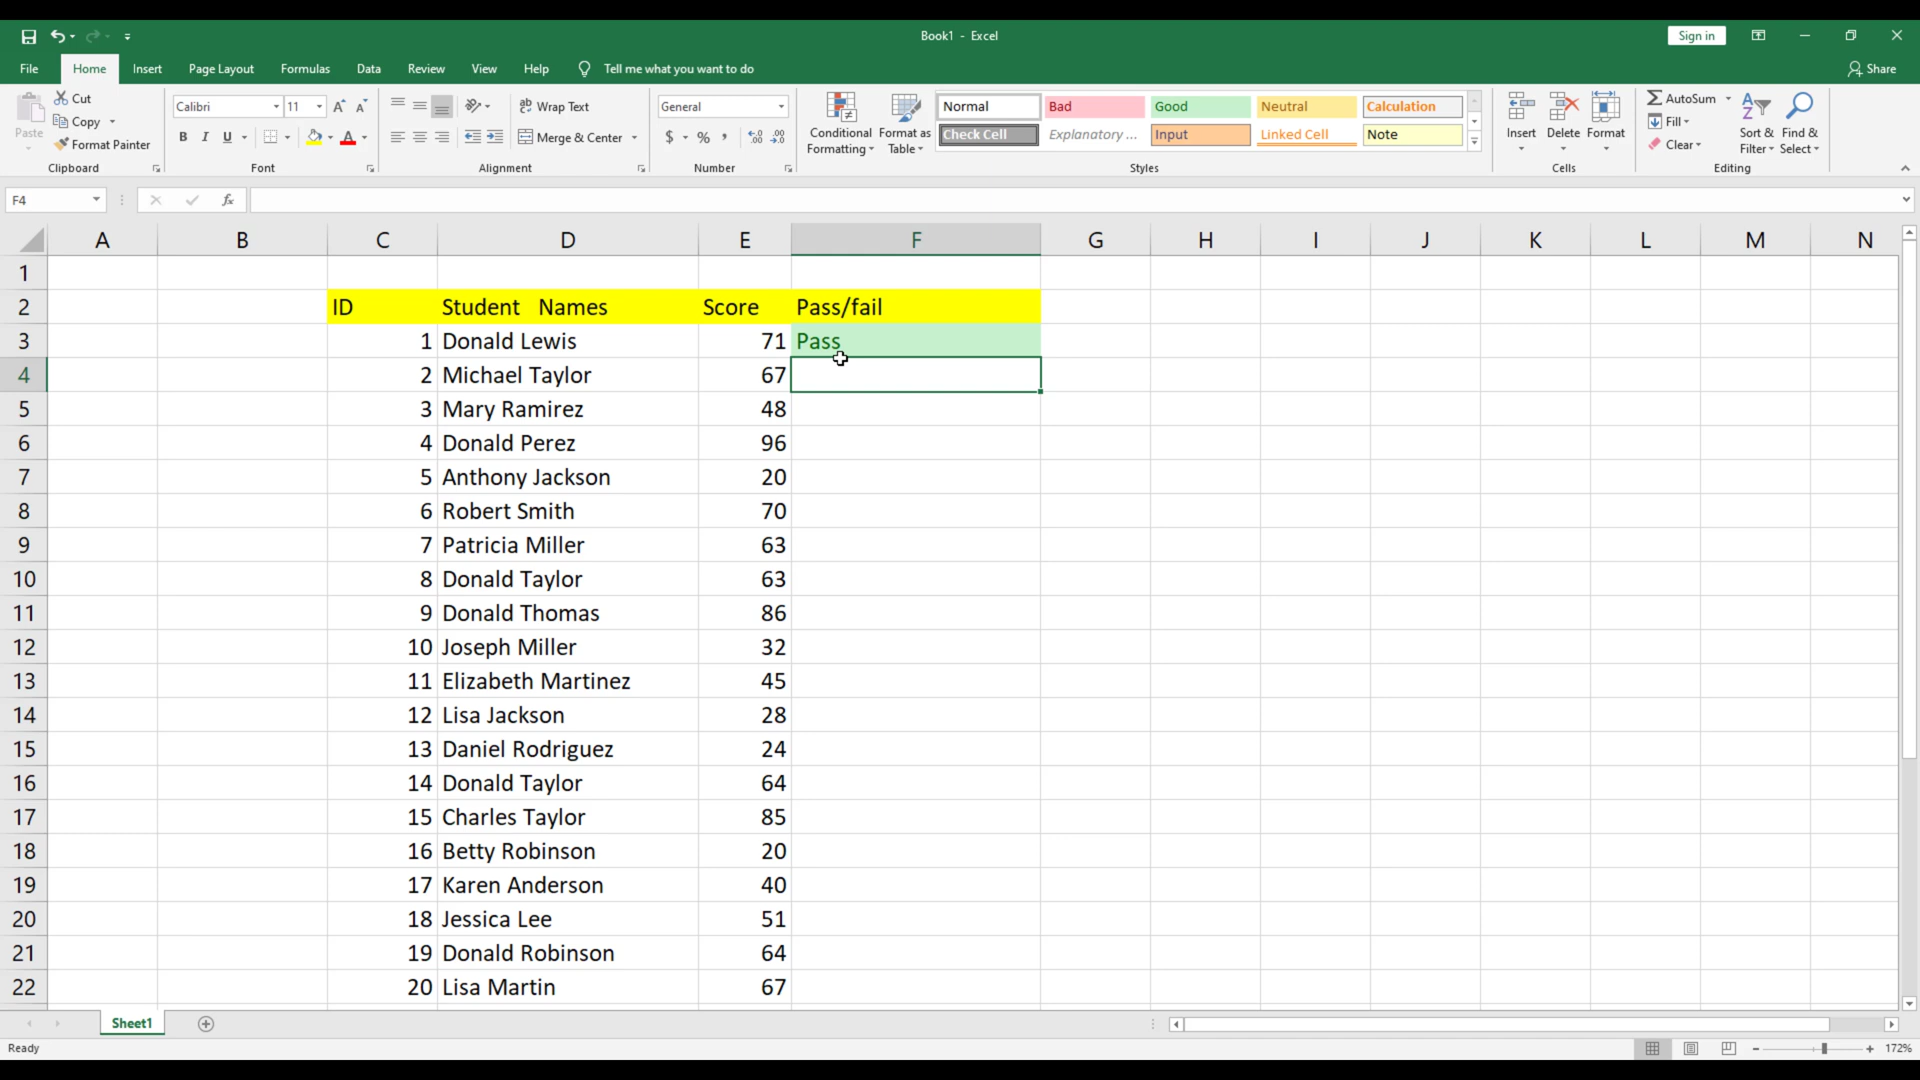 Book1 - Excel
Sign in
File Home Insert Page Layout Formulas Data Review View Help Tell me what you want to do Share
Paste
Cut
Copy
Format Painter
Clipboard
Calibri 11
B I U A
Font
Wrap Text
Merge & Center
Alignment
General
$ % ,
Number
Conditional Formatting
Format as Table
Normal Bad Good Neutral Calculation
Check Cell Explanatory ... Input Linked Cell Note
Styles
Insert Delete Format
Cells
AutoSum
Fill
Clear
Sort & Filter
Find & Select
Editing
F4 fx
A B C D E F G H I J K L M N
1
2 ID Student Names Score Pass/fail
3 1 Donald Lewis 71 Pass
4 2 Michael Taylor 67
5 3 Mary Ramirez 48
6 4 Donald Perez 96
7 5 Anthony Jackson 20
8 6 Robert Smith 70
9 7 Patricia Miller 63
10 8 Donald Taylor 63
11 9 Donald Thomas 86
12 10 Joseph Miller 32
13 11 Elizabeth Martinez 45
14 12 Lisa Jackson 28
15 13 Daniel Rodriguez 24
16 14 Donald Taylor 64
17 15 Charles Taylor 85
18 16 Betty Robinson 20
19 17 Karen Anderson 40
20 18 Jessica Lee 51
21 19 Donald Robinson 64
22 20 Lisa Martin 67
Sheet1
Ready
172%